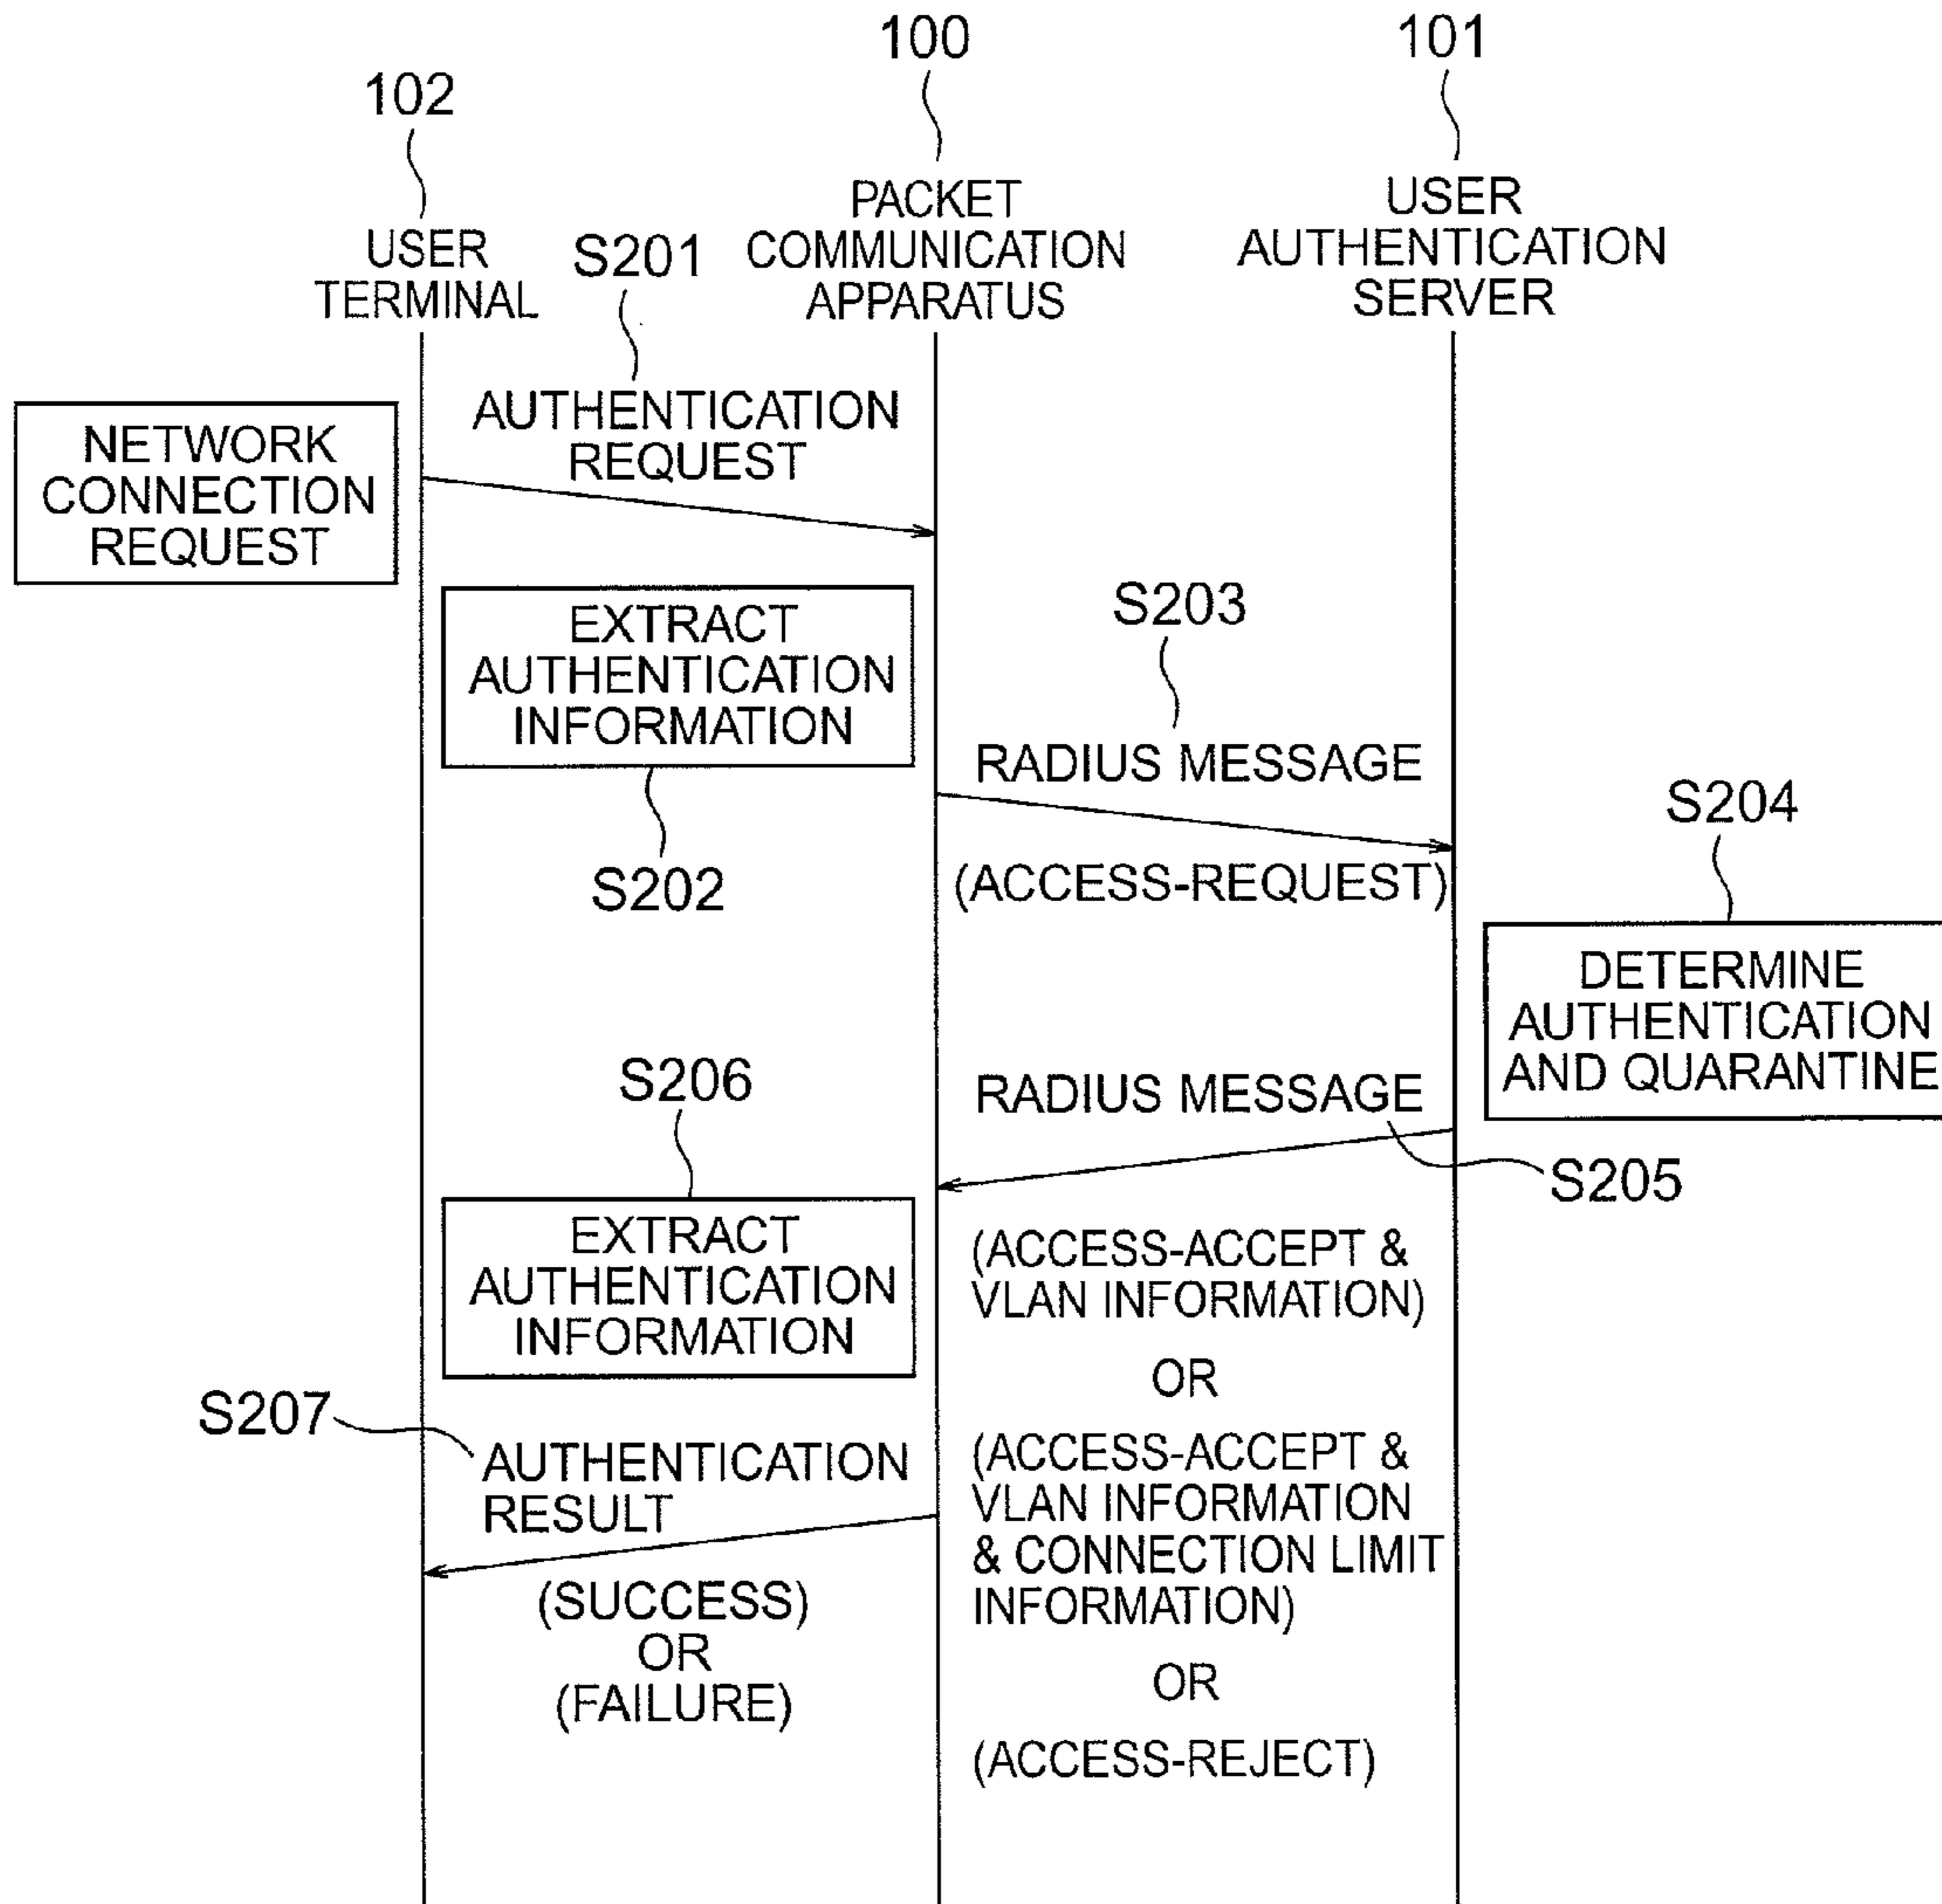 100
101
102
PACKET
COMMUNICATION
APPARATUS
USER
AUTHENTICATION
SERVER
USER
TERMINAL
S201
AUTHENTICATION
REQUEST
NETWORK
CONNECTION
REQUEST
EXTRACT
AUTHENTICATION
INFORMATION
S202
S203
RADIUS MESSAGE
(ACCESS-REQUEST)
S204
DETERMINE
AUTHENTICATION
AND QUARANTINE
RADIUS MESSAGE
S205
S206
EXTRACT
AUTHENTICATION
INFORMATION
(ACCESS-ACCEPT &
VLAN INFORMATION)
OR
(ACCESS-ACCEPT &
VLAN INFORMATION
& CONNECTION LIMIT
INFORMATION)
OR
(ACCESS-REJECT)
S207
AUTHENTICATION
RESULT
(SUCCESS)
OR
(FAILURE)